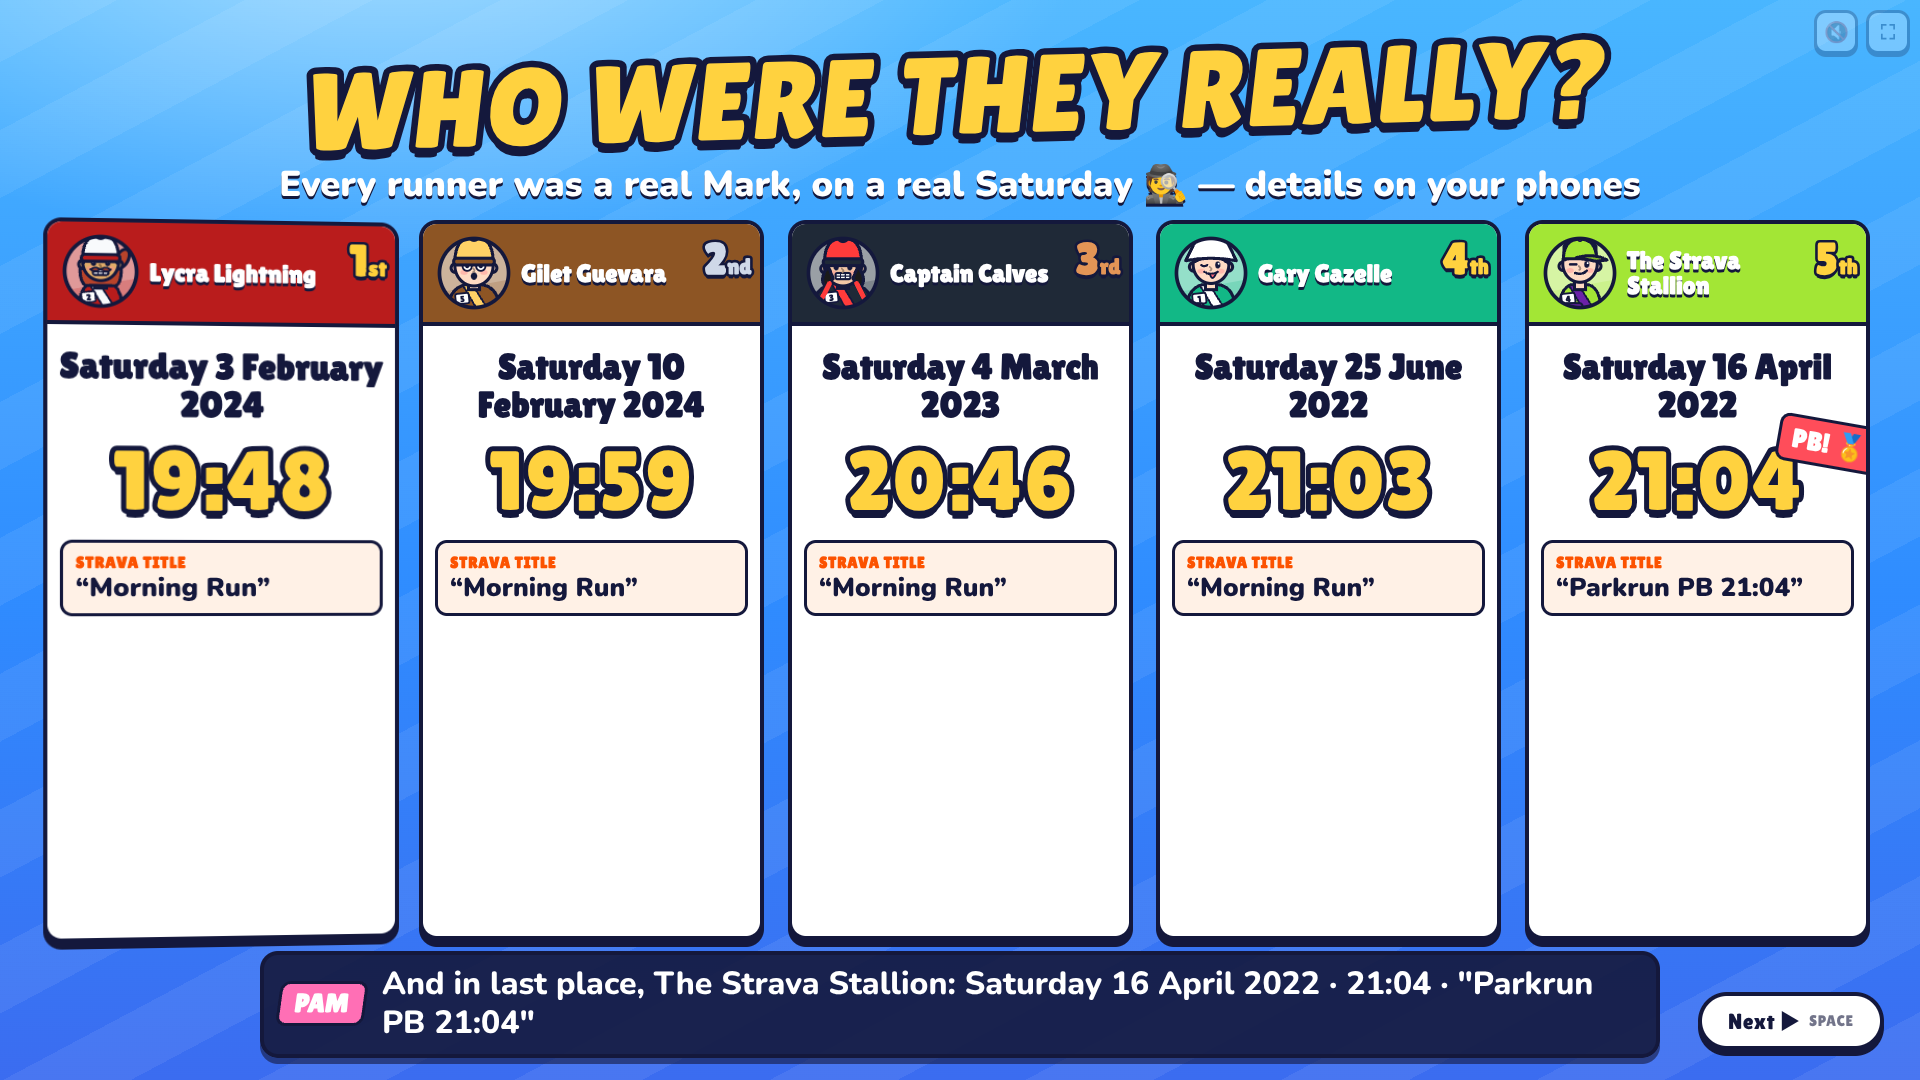 WHO WERE THEY REALLY?
Every runner was a real Mark, on a real Saturday 🕵️ — details on your phones
Lycra Lightning
1st
Saturday 3 February
2024
19:48
STRAVA TITLE
“Morning Run”
Gilet Guevara
2nd
Saturday 10
February 2024
19:59
STRAVA TITLE
“Morning Run”
Captain Calves
3rd
Saturday 4 March
2023
20:46
STRAVA TITLE
“Morning Run”
Gary Gazelle
4th
Saturday 25 June
2022
21:03
STRAVA TITLE
“Morning Run”
The Strava
Stallion
5th
Saturday 16 April
2022
PB! 🏅
21:04
STRAVA TITLE
“Parkrun PB 21:04”
PAM
And in last place, The Strava Stallion: Saturday 16 April 2022 · 21:04 · "Parkrun
PB 21:04"
Next ▶ SPACE